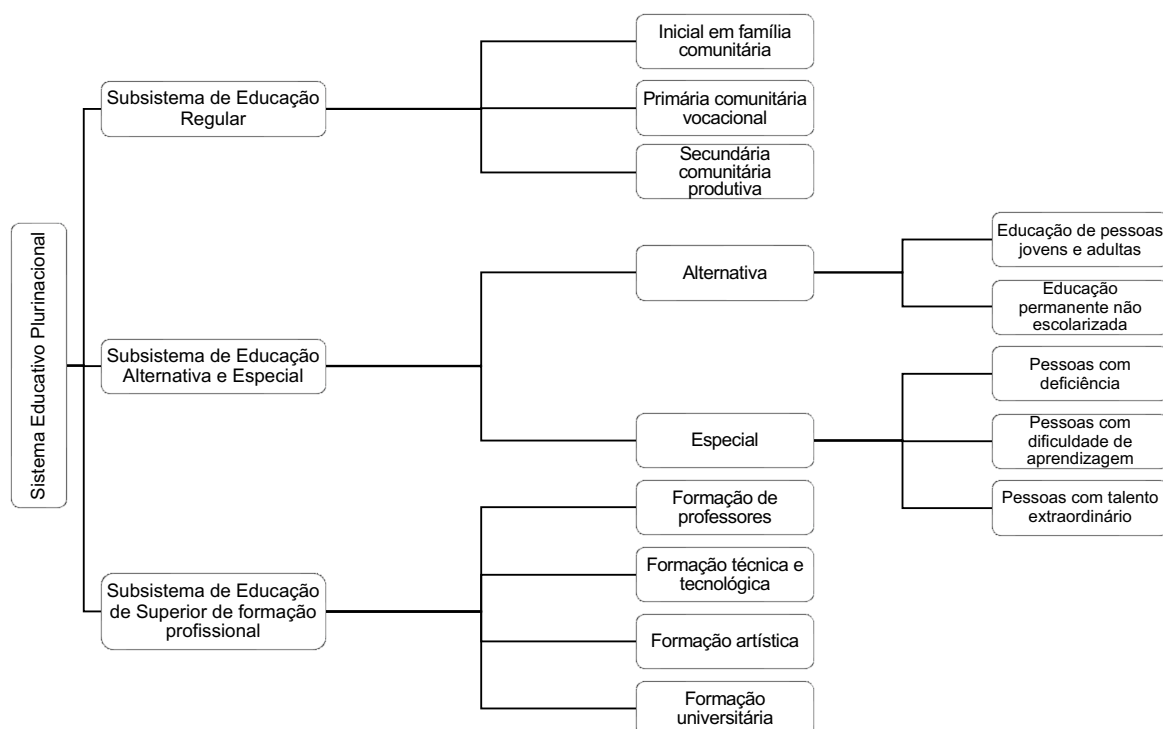 Sistema Educativo Plurinacional
Subsistema de Educação
Regular
Inicial em família
comunitária
Primária comunitária
vocacional
Secundária
comunitária
produtiva
Subsistema de Educação
Alternativa e Especial
Alternativa
Educação de pessoas
jovens e adultas
Educação
permanente não
escolarizada
Especial
Pessoas com
deficiência
Pessoas com
dificuldade de
aprendizagem
Pessoas com talento
extraordinário
Subsistema de Educação
de Superior de formação
profissional
Formação de
professores
Formação técnica e
tecnológica
Formação artística
Formação
universitária